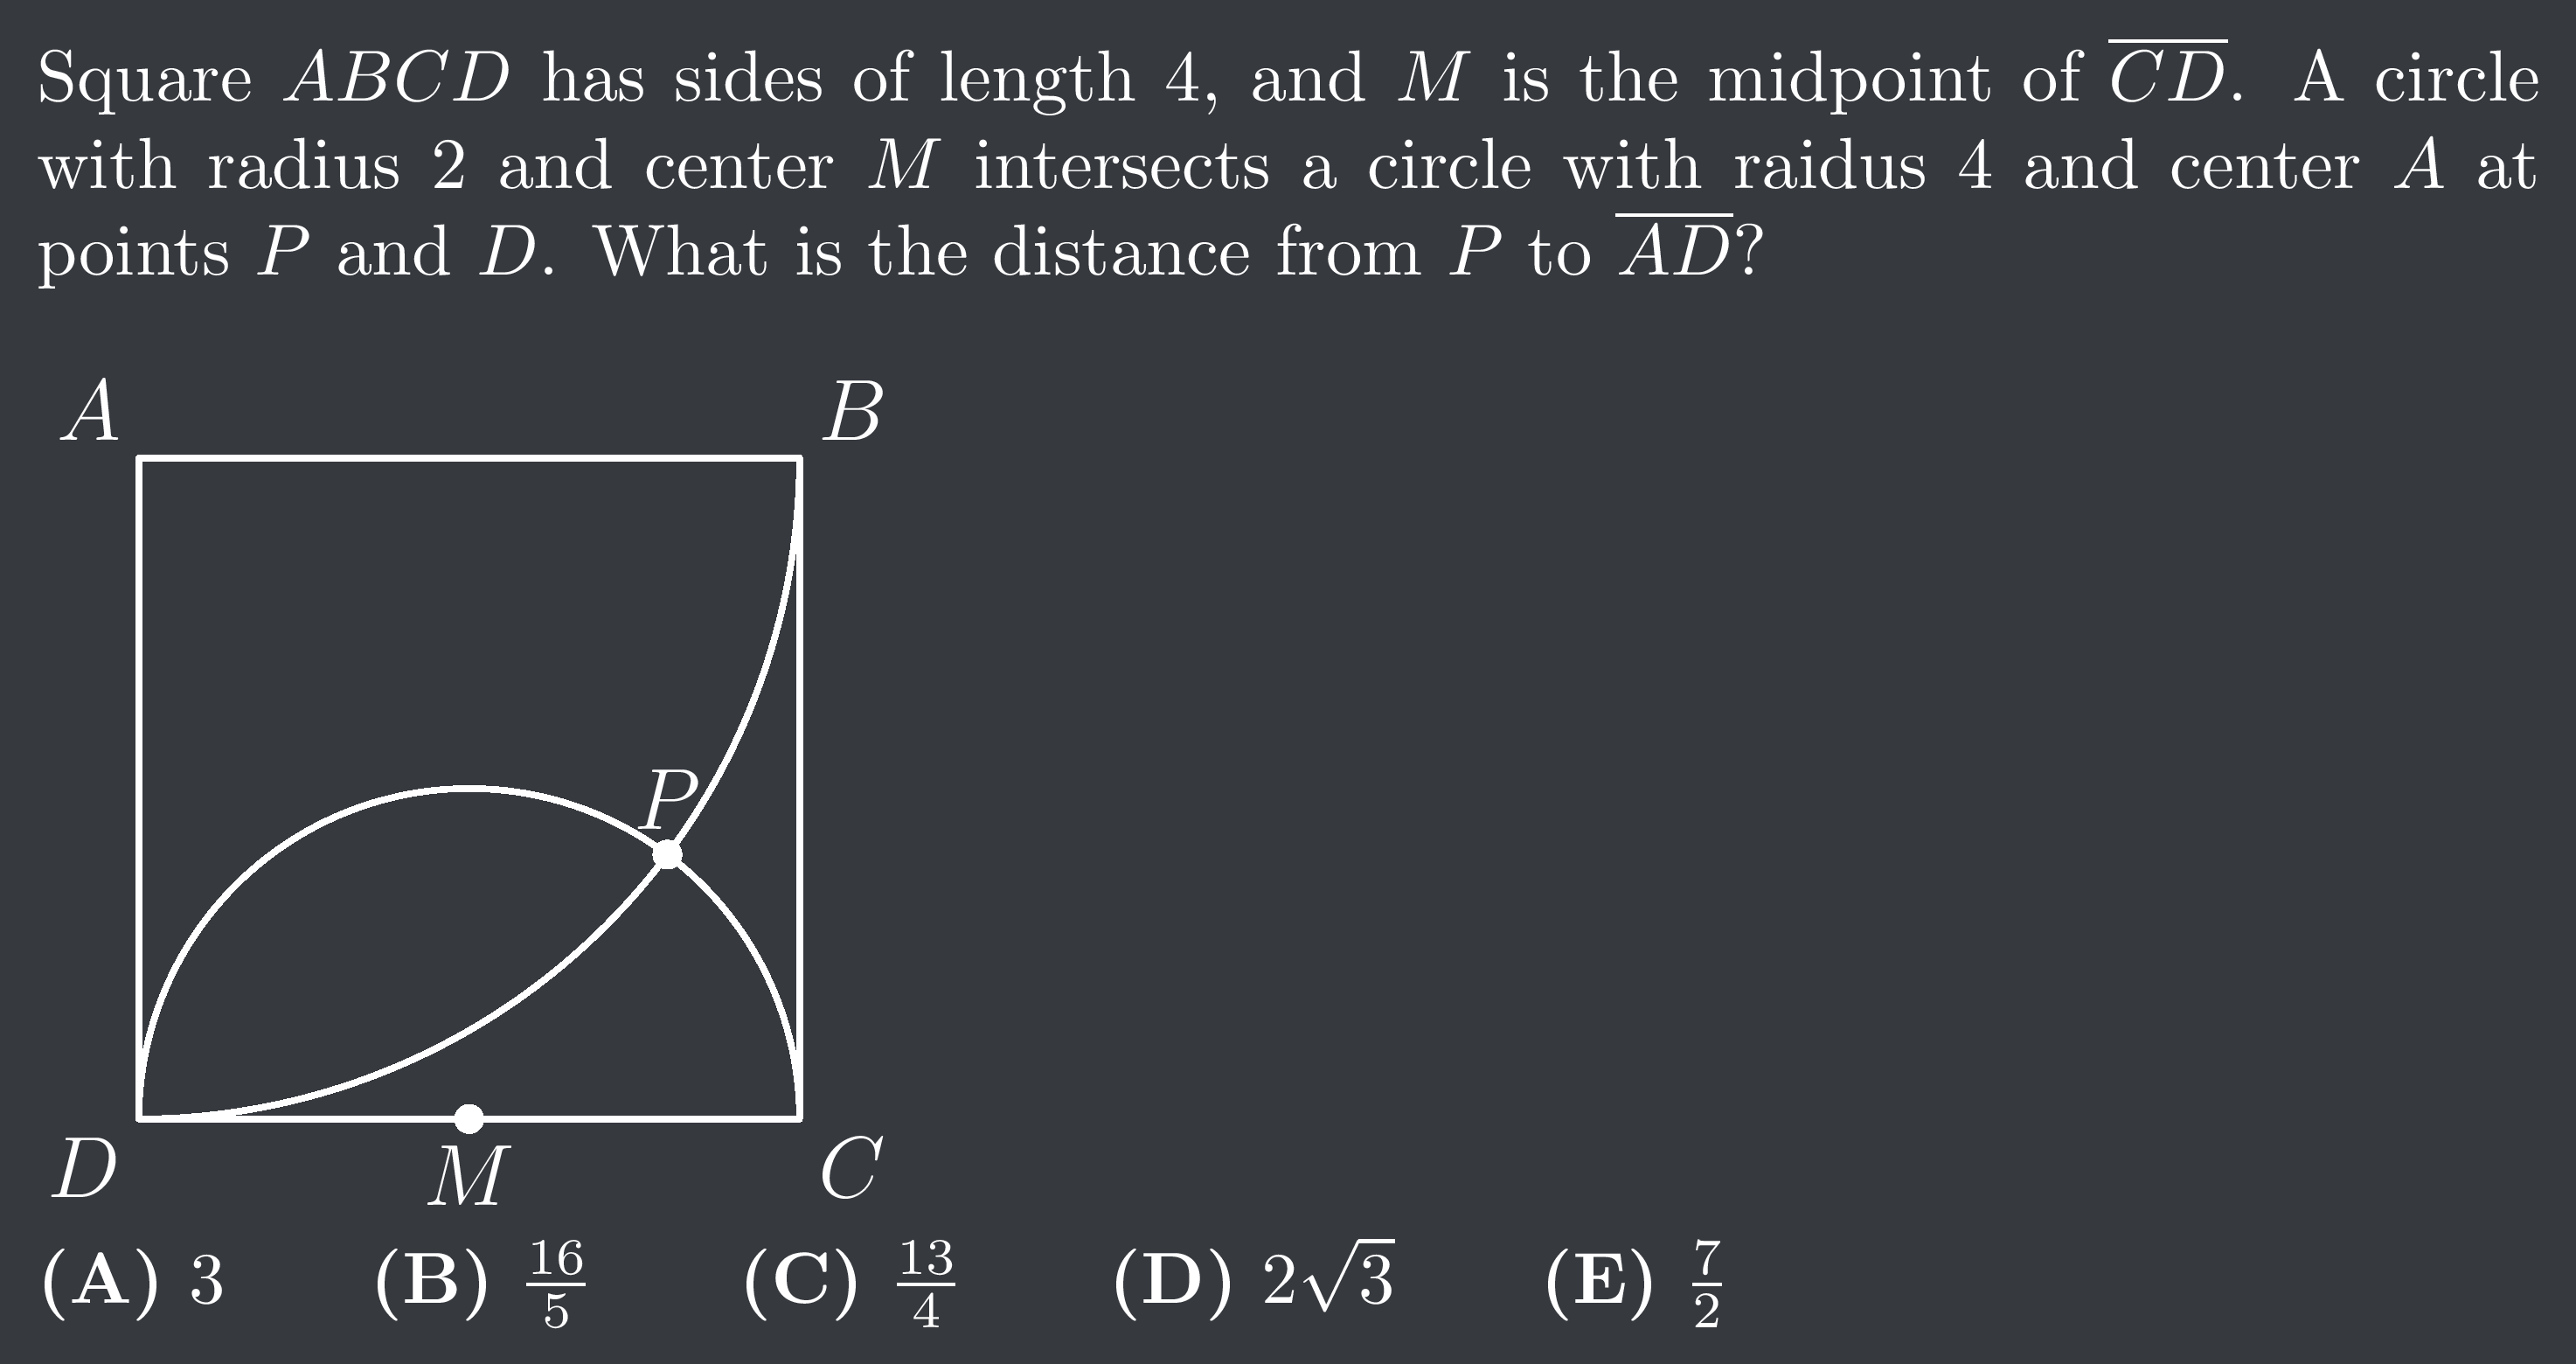 Square ABCD has sides of length 4, and M is the midpoint of $\overline{CD}$. A circle
with radius 2 and center M intersects a circle with raidus 4 and center A at
points P and D. What is the distance from P to $\overline{AD}$?
A B
P
D M C
(A) 3 (B) $\frac{16}{5}$ (C) $\frac{13}{4}$ (D) $2\sqrt{3}$ (E) $\frac{7}{2}$